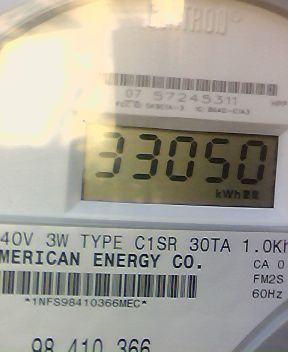 07 57245311
33050
kWh
40V 3W TYPE C1SR 30TA 1.0Kh
MERICAN ENERGY CO.
CA 0
FM2S
60Hz
*1NFS98410366MEC*
98 410 366